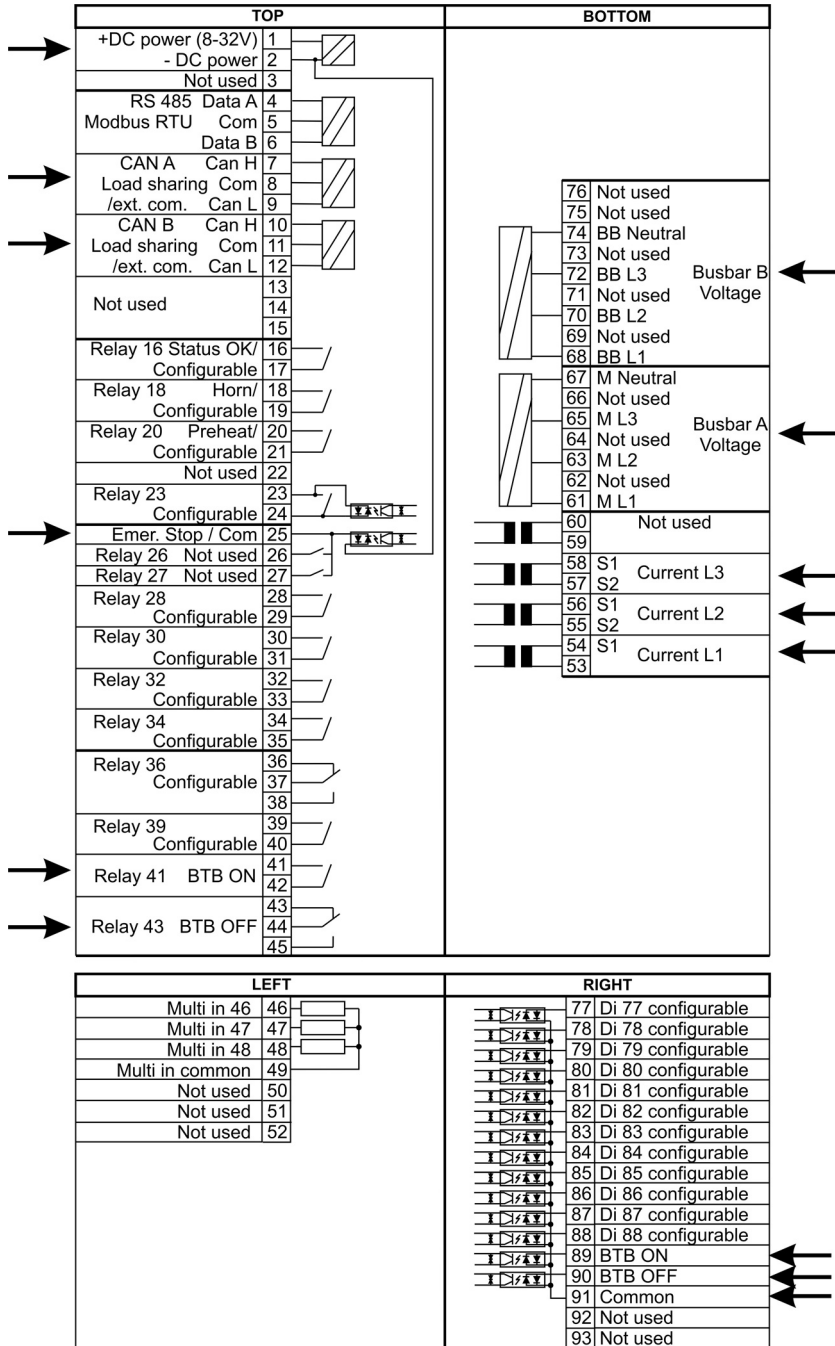 TOP
+DC power (8-32V) 1
- DC power 2
Not used 3
RS 485 Data A 4
Modbus RTU Com 5
Data B 6
CAN A Can H 7
Load sharing Com 8
/ext. com. Can L 9
CAN B Can H 10
Load sharing Com 11
/ext. com. Can L 12
13
Not used 14
15
Relay 16 Status OK/ 16
Configurable 17
Relay 18 Horn/ 18
Configurable 19
Relay 20 Preheat/ 20
Configurable 21
Not used 22
Relay 23 23
Configurable 24
Emer. Stop / Com 25
Relay 26 Not used 26
Relay 27 Not used 27
Relay 28 28
Configurable 29
Relay 30 30
Configurable 31
Relay 32 32
Configurable 33
Relay 34 34
Configurable 35
Relay 36 36
Configurable 37
38
Relay 39 39
Configurable 40
41
Relay 41 BTB ON
42
43
Relay 43 BTB OFF 44
45
BOTTOM
76 Not used
75 Not used
74 BB Neutral
73 Not used
72 BB L3 Busbar B
71 Not used Voltage
70 BB L2
69 Not used
68 BB L1
67 M Neutral
66 Not used
65 M L3 Busbar A
64 Not used Voltage
63 M L2
62 Not used
61 M L1
60 Not used
59
58 S1
Current L3
57 S2
56 S1
Current L2
55 S2
54 S1
Current L1
53
LEFT
Multi in 46 46
Multi in 47 47
Multi in 48 48
Multi in common 49
Not used 50
Not used 51
Not used 52
RIGHT
77 Di 77 configurable
78 Di 78 configurable
79 Di 79 configurable
80 Di 80 configurable
81 Di 81 configurable
82 Di 82 configurable
83 Di 83 configurable
84 Di 84 configurable
85 Di 85 configurable
86 Di 86 configurable
87 Di 87 configurable
88 Di 88 configurable
89 BTB ON
90 BTB OFF
91 Common
92 Not used
93 Not used